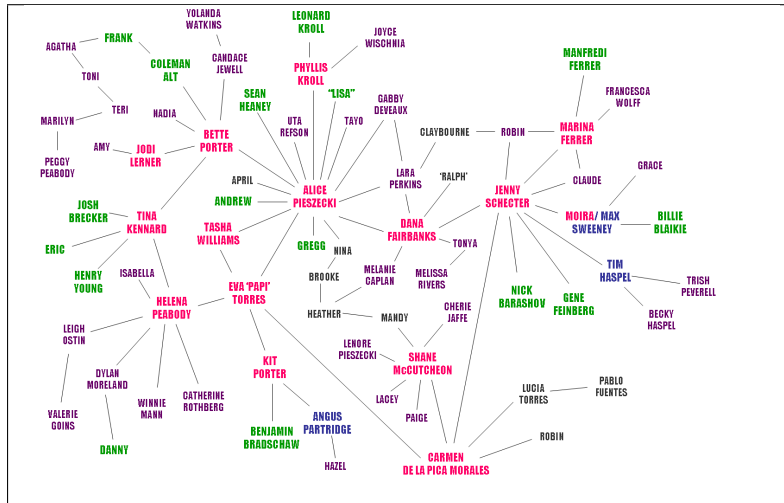 YOLANDA
WATKINS
LEONARD
KROLL
JOYCE
WISCHNIA
AGATHA
FRANK
COLEMAN
ALT
CANDACE
JEWELL
PHYLLIS
KROLL
MANFREDI
FERRER
TONI
SEAN
HEANEY
"LISA"
GABBY
DEVEAUX
FRANCESCA
WOLFF
MARILYN
TERI
NADIA
BETTE
PORTER
UTA
REFSON
TAYO
CLAYBOURNE
ROBIN
MARINA
FERRER
PEGGY
PEABODY
AMY
JODI
LERNER
APRIL
ALICE
PIESZECKI
LARA
PERKINS
'RALPH'
JENNY
SCHECTER
CLAUDE
GRACE
JOSH
BRECKER
TINA
KENNARD
ANDREW
TASHA
WILLIAMS
GREGG
NINA
DANA
FAIRBANKS
TONYA
MOIRA/ MAX
SWEENEY
BILLIE
BLAIKIE
ERIC
HENRY
YOUNG
ISABELLA
HELENA
PEABODY
EVA 'PAPI'
TORRES
BROOKE
MELANIE
CAPLAN
MELISSA
RIVERS
NICK
BARASHOV
GENE
FEINBERG
TIM
HASPEL
TRISH
PEVERELL
BECKY
HASPEL
LEIGH
OSTIN
HEATHER
MANDY
CHERIE
JAFFE
DYLAN
MORELAND
WINNIE
MANN
CATHERINE
ROTHBERG
KIT
PORTER
LENORE
PIESZECKI
SHANE
McCUTCHEON
LACEY
PAIGE
LUCIA
TORRES
PABLO
FUENTES
VALERIE
GOINS
DANNY
BENJAMIN
BRADSCHAW
ANGUS
PARTRIDGE
HAZEL
CARMEN
DE LA PICA MORALES
ROBIN